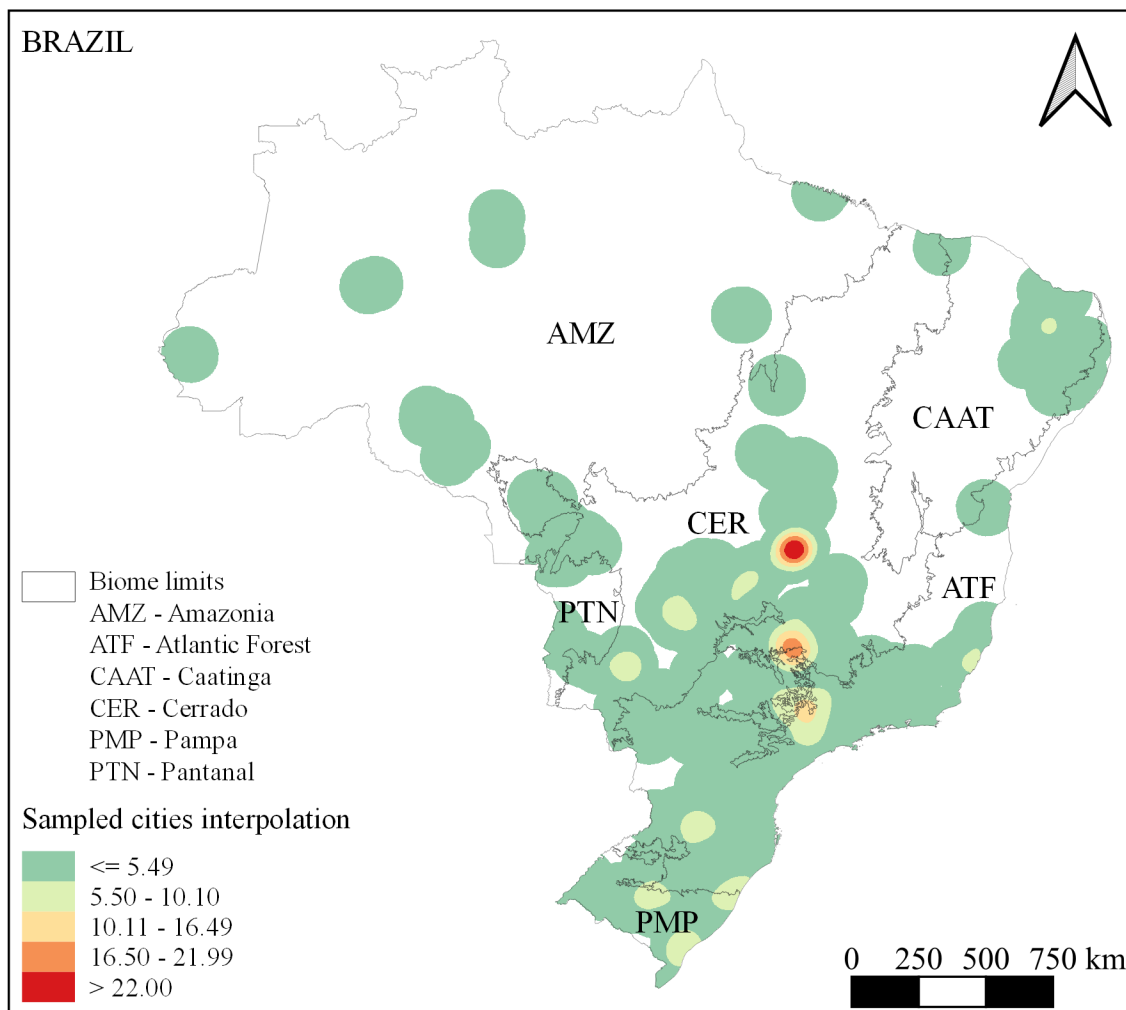 BRAZIL
AMZ
CAAT
CER
ATF
PTN
PMP
Biome limits
AMZ - Amazonia
ATF - Atlantic Forest
CAAT - Caatinga
CER - Cerrado
PMP - Pampa
PTN - Pantanal
Sampled cities interpolation
<= 5.49
5.50 - 10.10
10.11 - 16.49
16.50 - 21.99
> 22.00
0 250 500 750 km